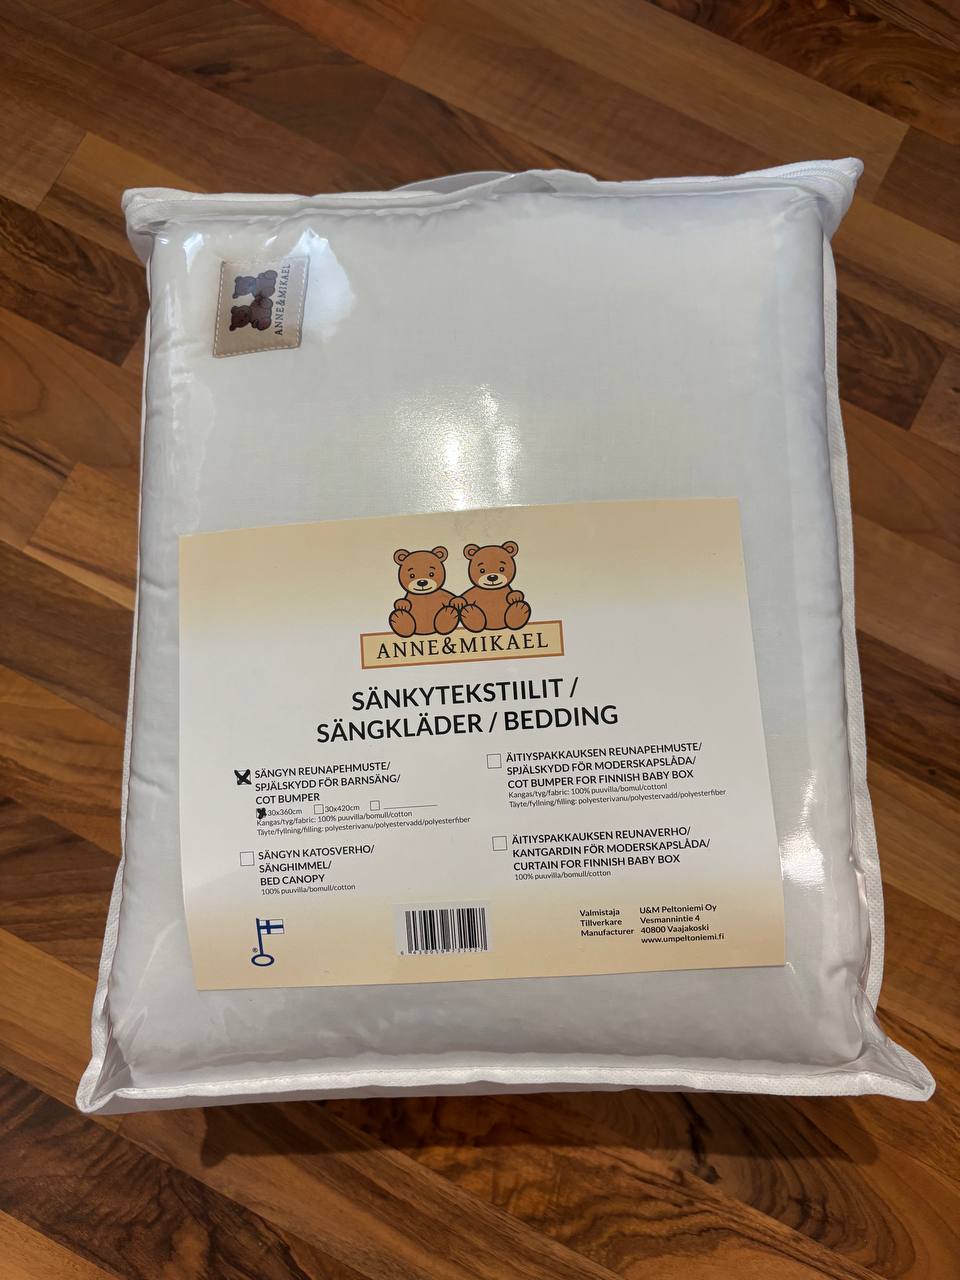 ANNE&MIKAEL
ANNE&MIKAEL
SÄNKYTEKSTIILIT /
SÄNGKLÄDER / BEDDING
SÄNGYN REUNAPEHMUSTE/
SPJÄLSKYDD FÖR BARNSÄNG/
COT BUMPER
30x360cm 30x420cm
Kangas/tyg/fabric: 100% puuvilla/bomull/cotton
Täyte/fyllning/filling: polyesterivanu/polyestervadd/polyesterfiber
SÄNGYN KATOSVERHO/
SÄNGHIMMEL/
BED CANOPY
100% puuvilla/bomull/cotton
ÄITIYSPAKKAUKSEN REUNAPEHMUSTE/
SPJÄLSKYDD FÖR MODERSKAPSLÅDA/
COT BUMPER FOR FINNISH BABY BOX
Kangas/tyg/fabric: 100% puuvilla/bomul/cottonl
Täyte/fyllning/filling: polyesterivanu/polyestervadd/polyesterfiber
ÄITIYSPAKKAUKSEN REUNAVERHO/
KANTGARDIN FÖR MODERSKAPSLÅDA/
CURTAIN FOR FINNISH BABY BOX
100% puuvilla/bomull/cotton
Valmistaja U&M Peltoniemi Oy
Tillverkare Vesmannintie 4
Manufacturer 40800 Vaajakoski
www.umpeltoniemi.fi